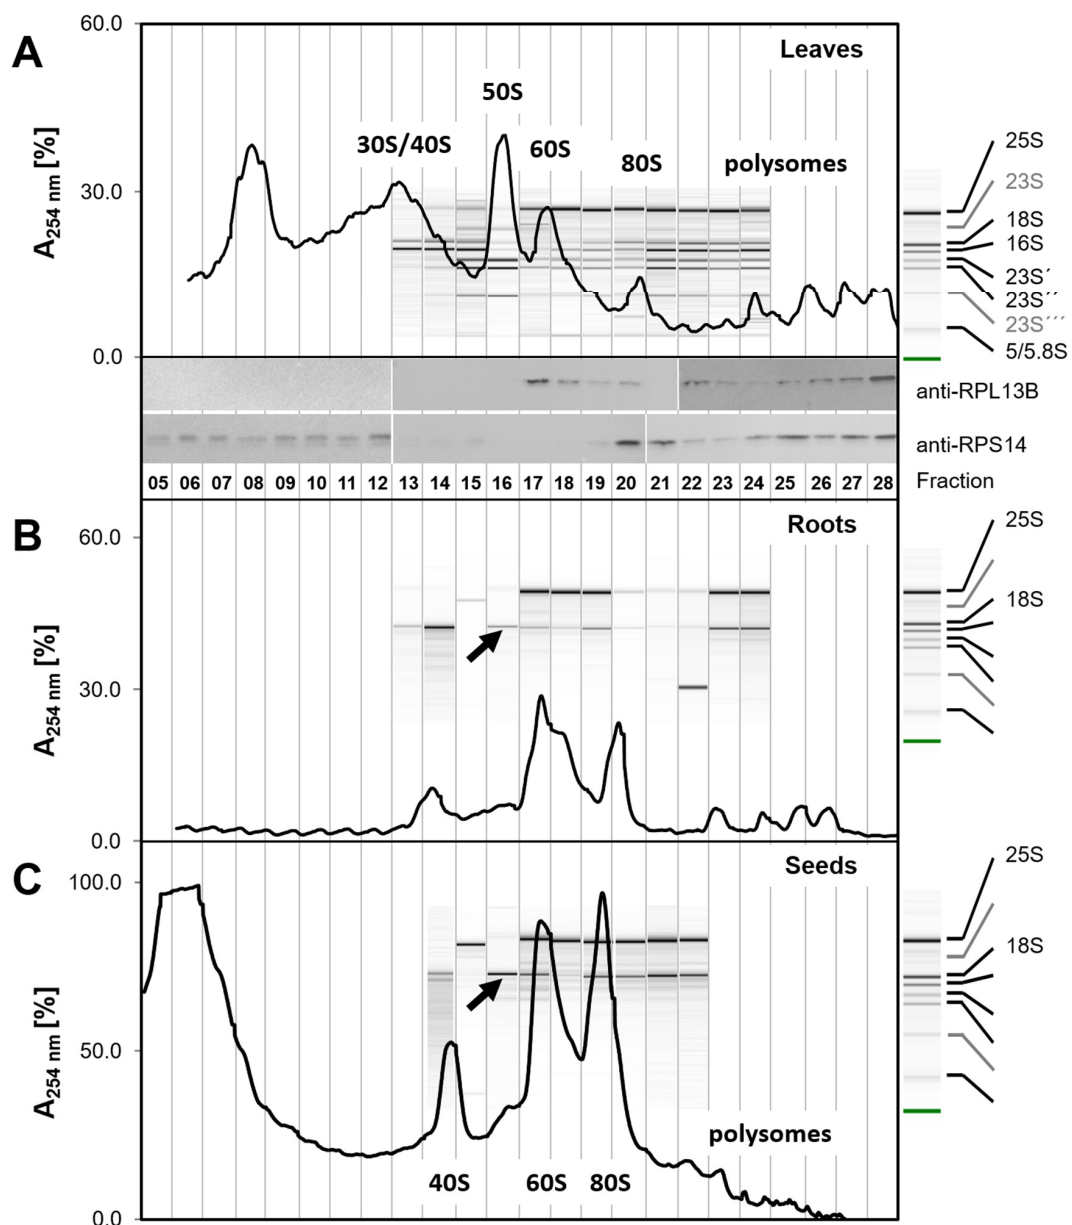 A
60.0
Leaves
50S
30S/40S
60S
80S
polysomes
A254 nm [%]
30.0
0.0
25S
23S
18S
16S
23S´
23S´´
23S´´´
5/5.8S
anti-RPL13B
anti-RPS14
05 06 07 08 09 10 11 12 13 14 15 16 17 18 19 20 21 22 23 24 25 26 27 28 Fraction
B
60.0
Roots
A254 nm [%]
30.0
0.0
25S
18S
C
100.0
Seeds
A254 nm [%]
50.0
0.0
25S
18S
polysomes
40S 60S 80S